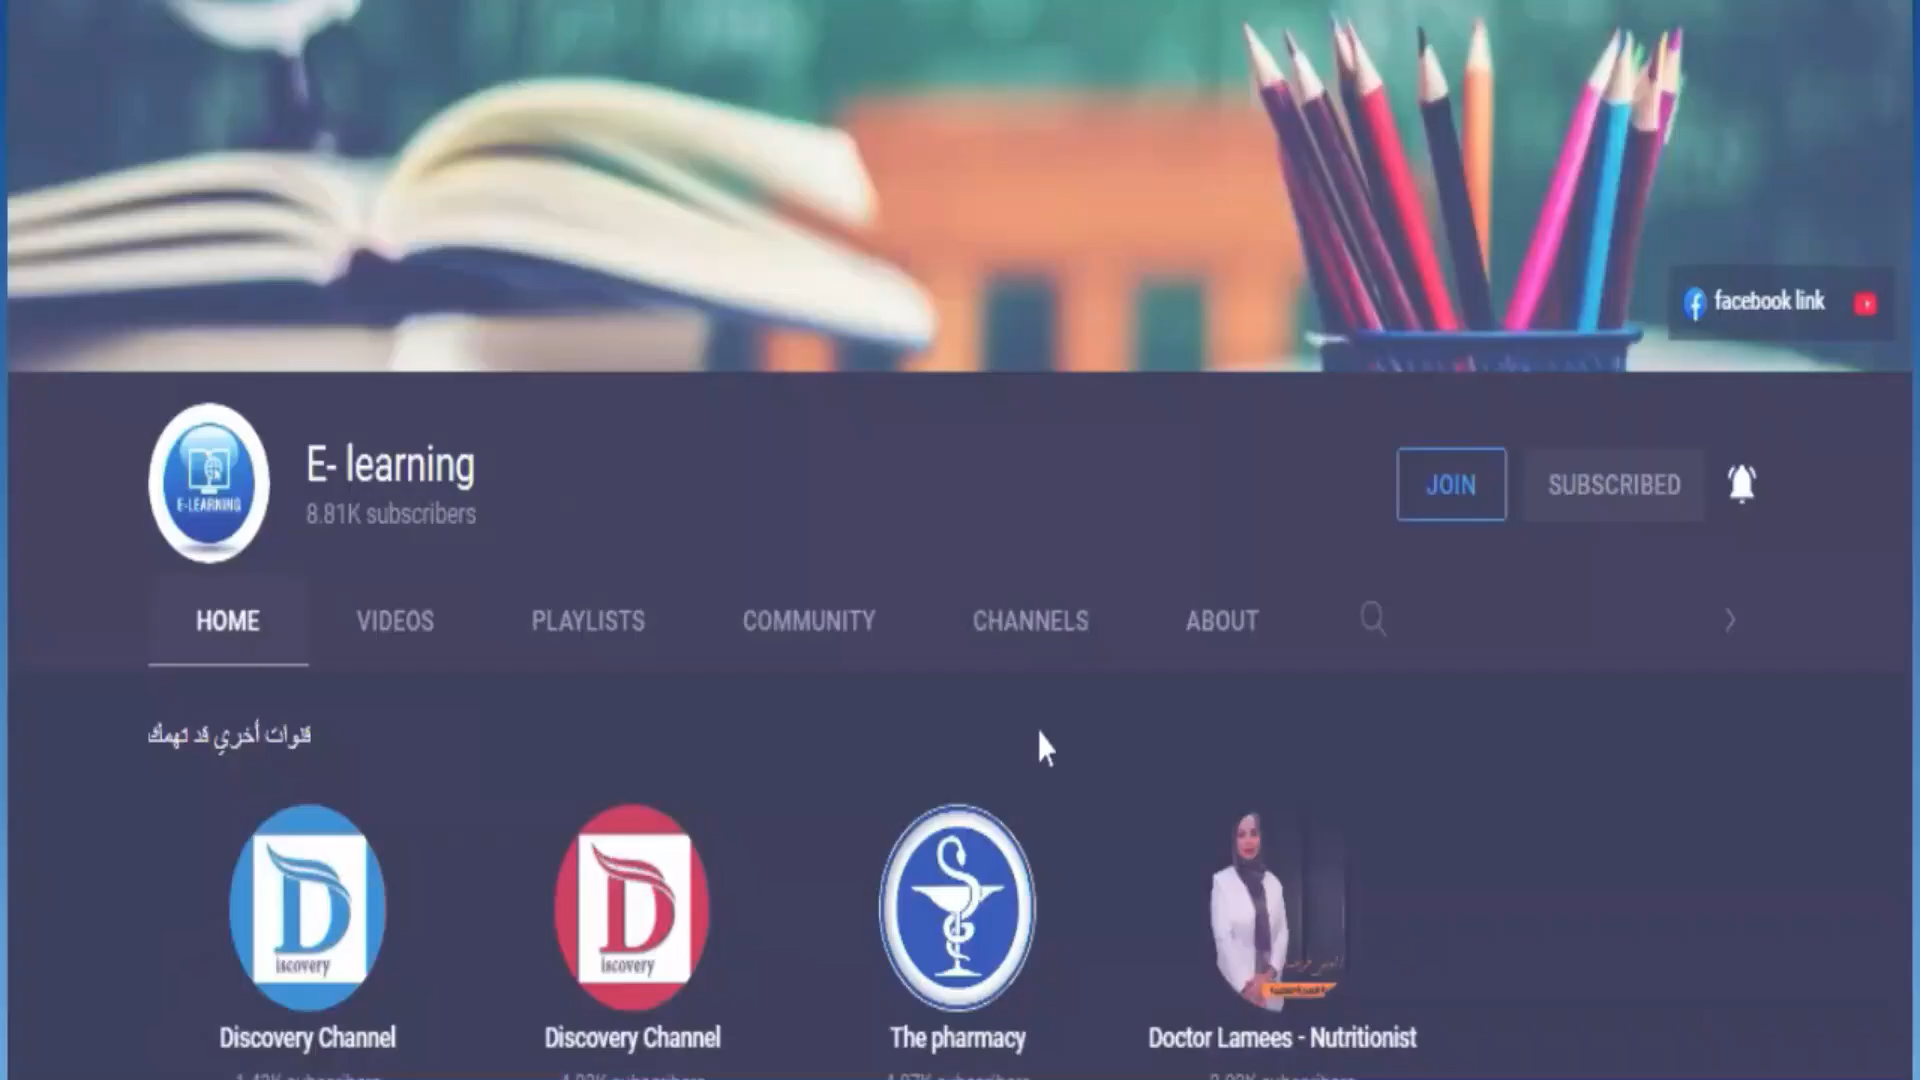 facebook link
E-LEARNING
E- learning
8.81K subscribers
JOIN
SUBSCRIBED
HOME
VIDEOS
PLAYLISTS
COMMUNITY
CHANNELS
ABOUT
قنوات أخري قد تهمك
D
iscovery
D
iscovery
Discovery Channel
Discovery Channel
The pharmacy
Doctor Lamees - Nutritionist